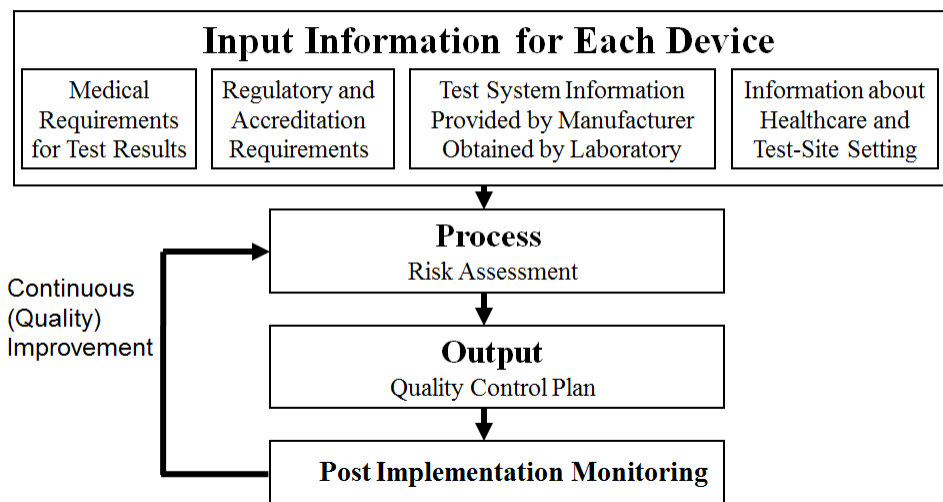 Input Information for Each Device
Medical
Requirements
for Test Results
Regulatory and
Accreditation
Requirements
Test System Information
Provided by Manufacturer
Obtained by Laboratory
Information about
Healthcare and
Test-Site Setting
Process
Risk Assessment
Continuous
(Quality)
Improvement
Output
Quality Control Plan
Post Implementation Monitoring